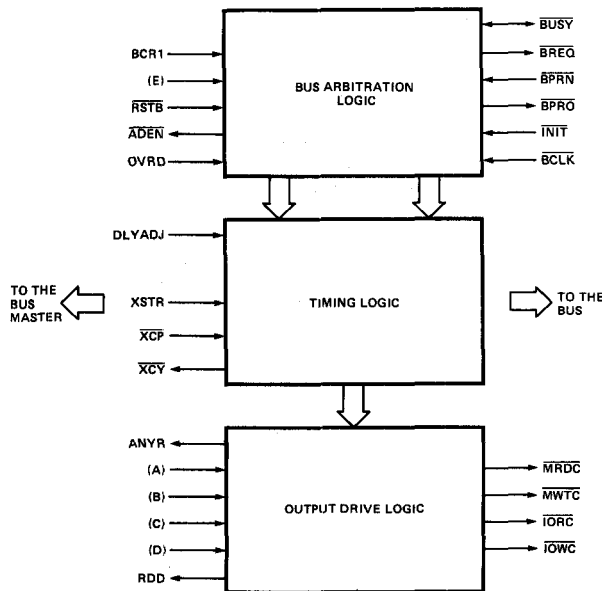 BUSY
BCR1
BREQ
(E)
BUS ARBITRATION
LOGIC
BPRN
RSTB
BPRO
ADEN
INIT
OVRD
BCLK
DLYADJ
TO THE
BUS
MASTER
XSTR
TIMING LOGIC
TO THE
BUS
XCP
XCY
ANYR
(A)
MRDC
(B)
MWTC
OUTPUT DRIVE LOGIC
(C)
IORC
(D)
IOWC
RDD